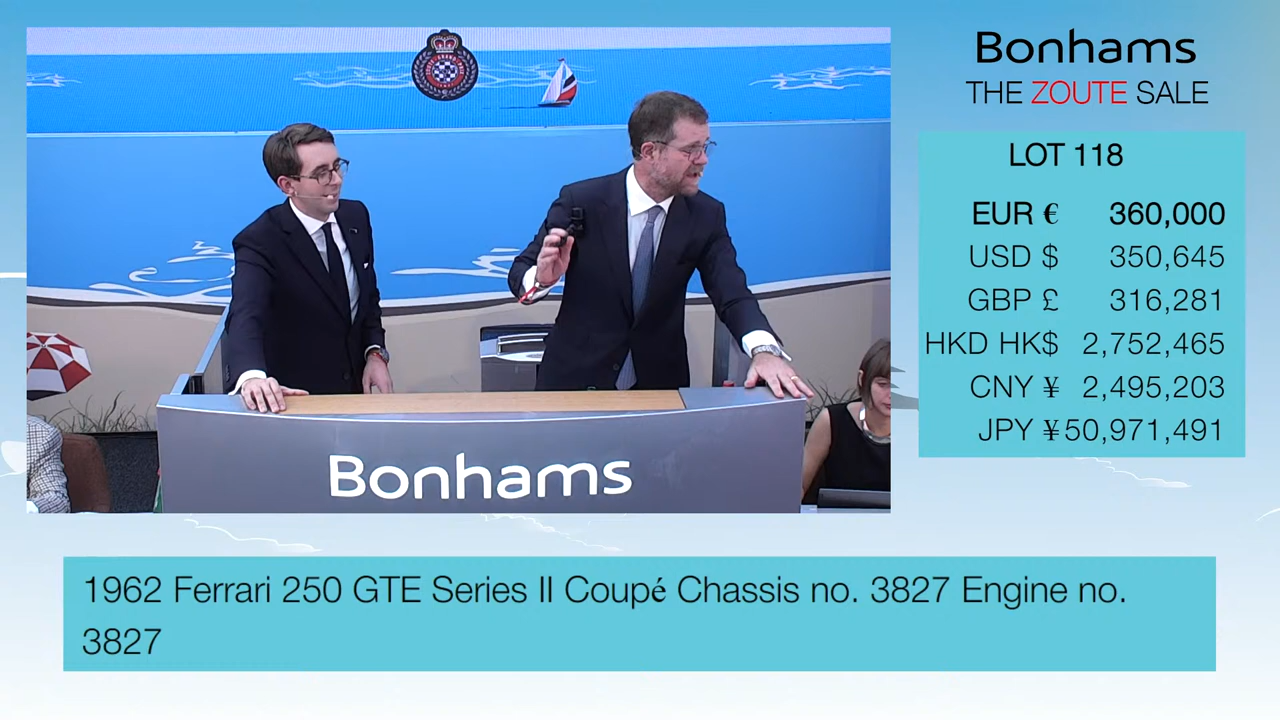 Bonhams
THE ZOUTE SALE
LOT 118
EUR € 360,000
USD $ 350,645
GBP £ 316,281
HKD HK$ 2,752,465
CNY ¥ 2,495,203
JPY ¥50,971,491
Bonhams
1962 Ferrari 250 GTE Series II Coupé Chassis no. 3827 Engine no.
3827